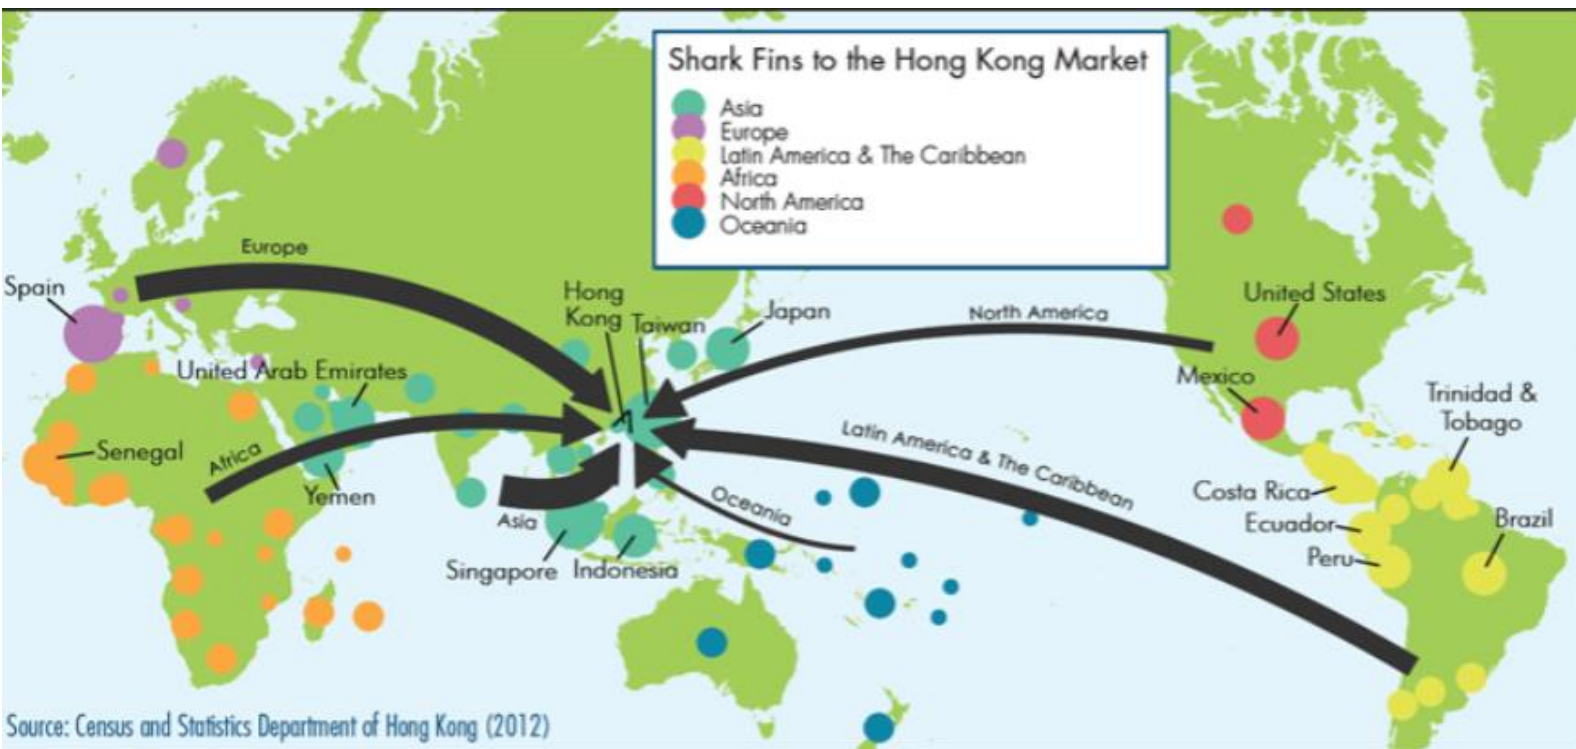 Shark Fins to the Hong Kong Market
Asia
Europe
Latin America & The Caribbean
Africa
North America
Oceania
Europe
Spain
Hong
Kong
Taiwan
Japan
North America
United States
United Arab Emirates
Mexico
Trinidad &
Tobago
Senegal
Africa
Yemen
Latin America & The Caribbean
Costa Rica
Oceania
Asia
Ecuador
Brazil
Peru
Singapore
Indonesia
Source: Census and Statistics Department of Hong Kong (2012)